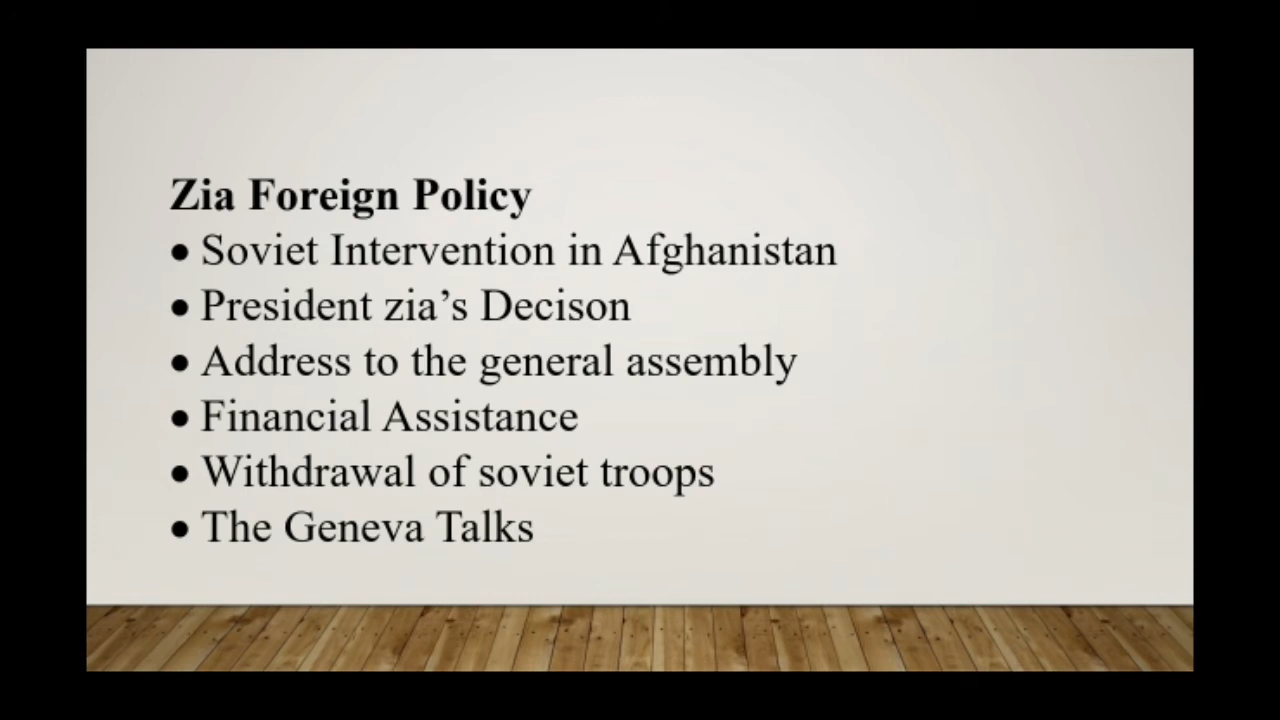 Zia Foreign Policy
• Soviet Intervention in Afghanistan
• President zia’s Decison
• Address to the general assembly
• Financial Assistance
• Withdrawal of soviet troops
• The Geneva Talks